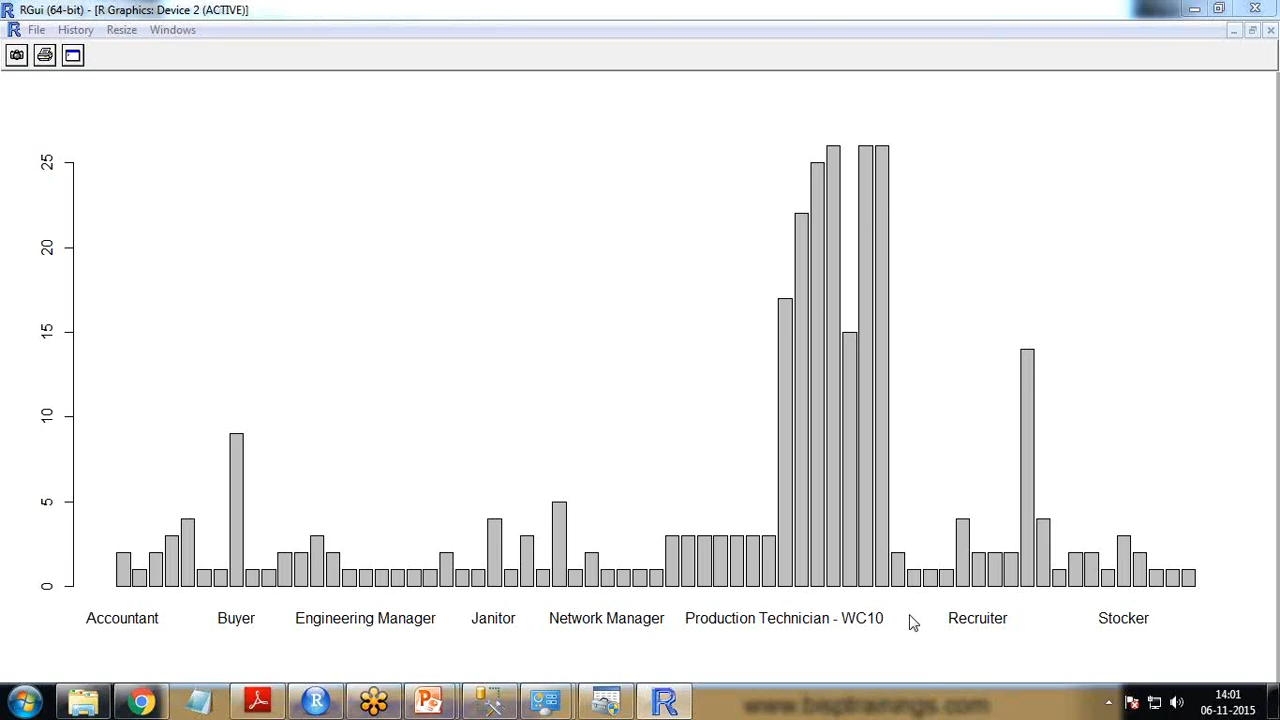 RGui (64-bit) - [R Graphics: Device 2 (ACTIVE)]
File History Resize Windows
25
20
15
10
5
0
Accountant Buyer Engineering Manager Janitor Network Manager Production Technician - WC10 Recruiter Stocker
14:01
06-11-2015